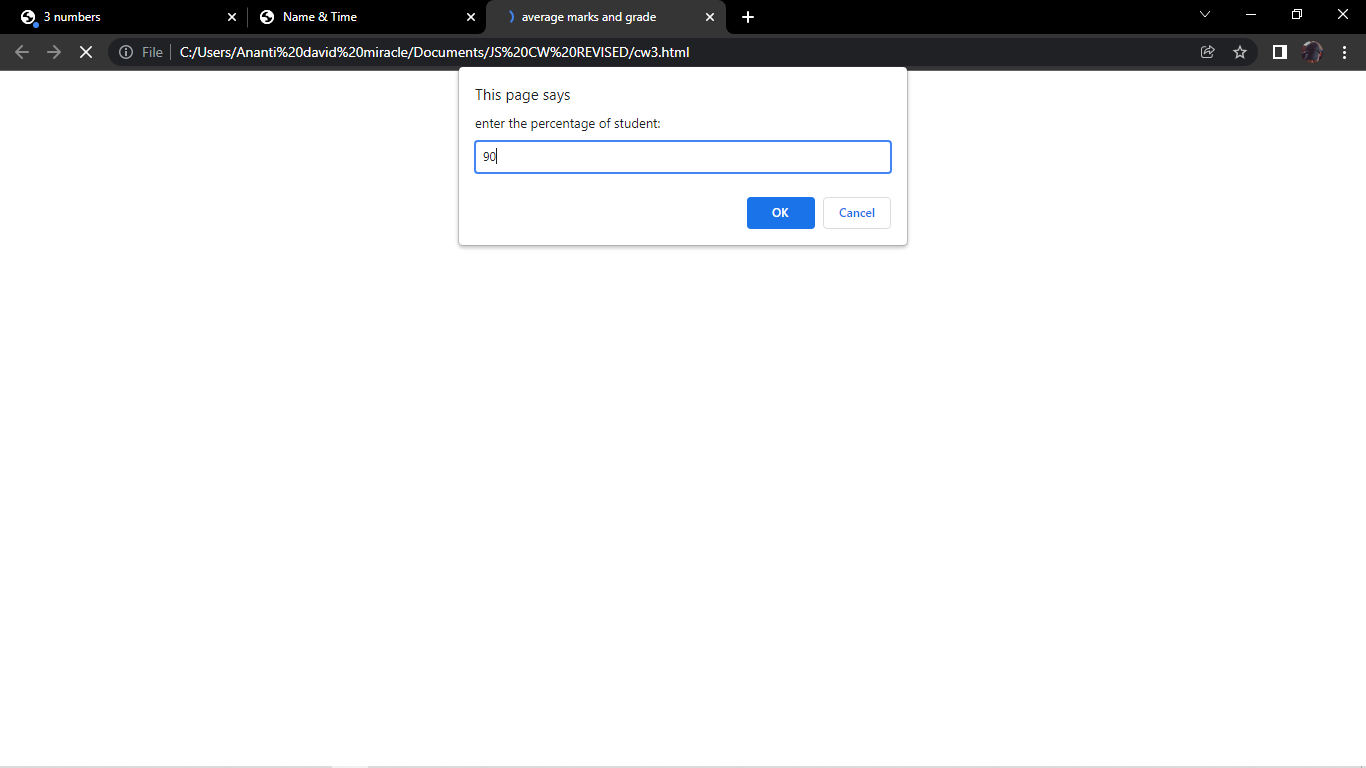 3 numbers
Name & Time
average marks and grade
File
C:/Users/Ananti%20david%20miracle/Documents/JS%20CW%20REVISED/cw3.html
This page says
enter the percentage of student:
90
OK
Cancel